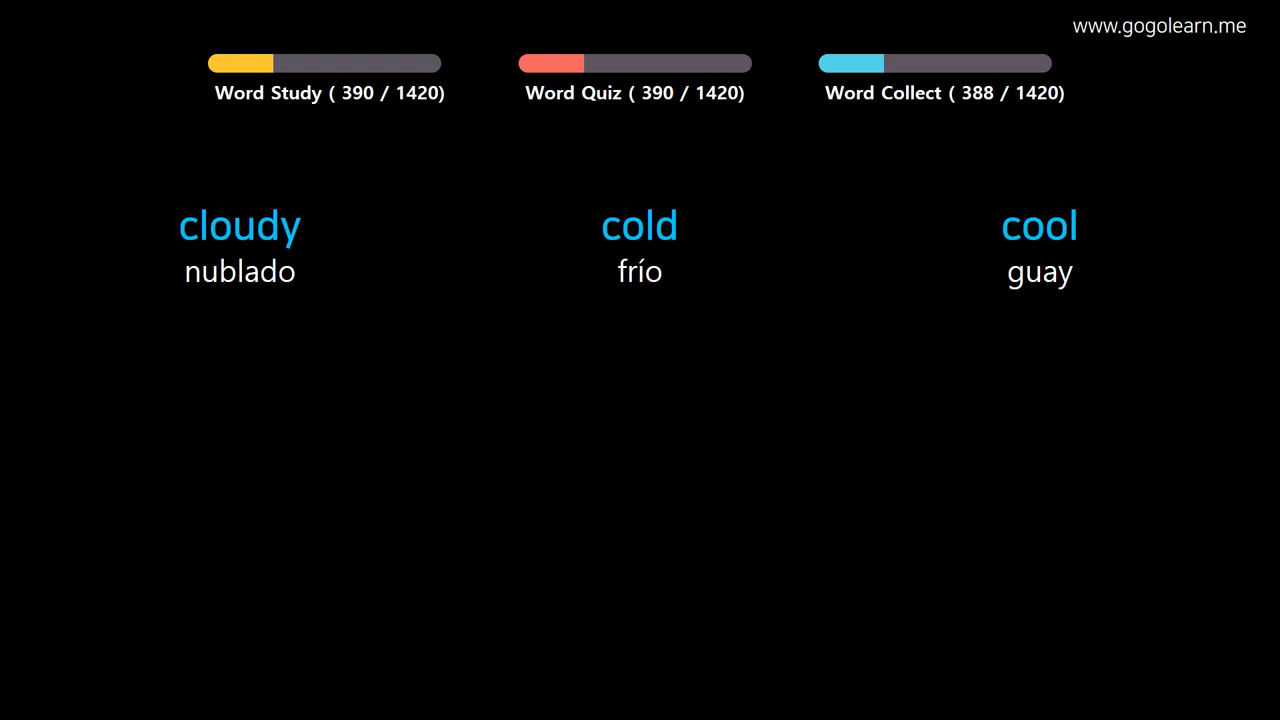 www.gogolearn.me
Word Study ( 390 / 1420)
Word Quiz ( 390 / 1420)
Word Collect ( 388 / 1420)
cloudy
nublado
cold
frío
cool
guay